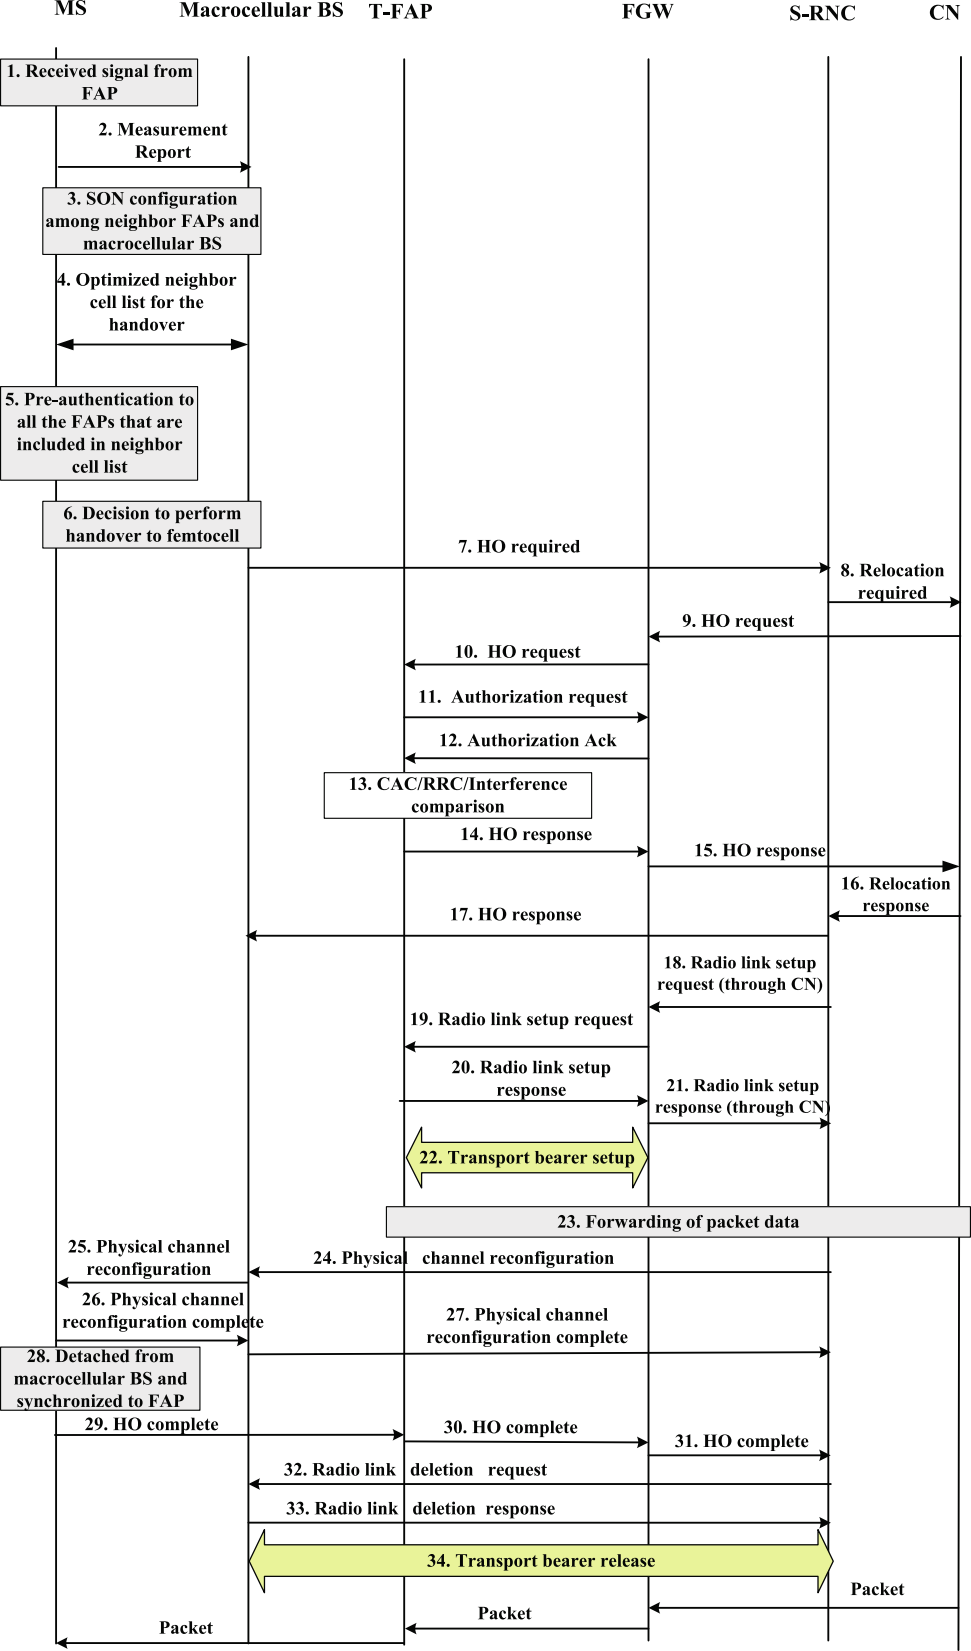 MS Macrocellular BS T-FAP FGW S-RNC CN
1. Received signal from
FAP
2. Measurement
Report
3. SON configuration
among neighbor FAPs and
macrocellular BS
4. Optimized neighbor
cell list for the
handover
5. Pre-authentication to
all the FAPs that are
included in neighbor
cell list
6. Decision to perform
handover to femtocell
7. HO required
8. Relocation
required
9. HO request
10. HO request
11. Authorization request
12. Authorization Ack
13. CAC/RRC/Interference
comparison
14. HO response
15. HO response
16. Relocation
response
17. HO response
18. Radio link setup
request (through CN)
19. Radio link setup request
20. Radio link setup
response
21. Radio link setup
response (through CN)
22. Transport bearer setup
23. Forwarding of packet data
24. Physical channel reconfiguration
25. Physical channel
reconfiguration
26. Physical channel
reconfiguration complete
27. Physical channel
reconfiguration complete
28. Detached from
macrocellular BS and
synchronized to FAP
29. HO complete
30. HO complete
31. HO complete
32. Radio link deletion request
33. Radio link deletion response
34. Transport bearer release
Packet
Packet
Packet